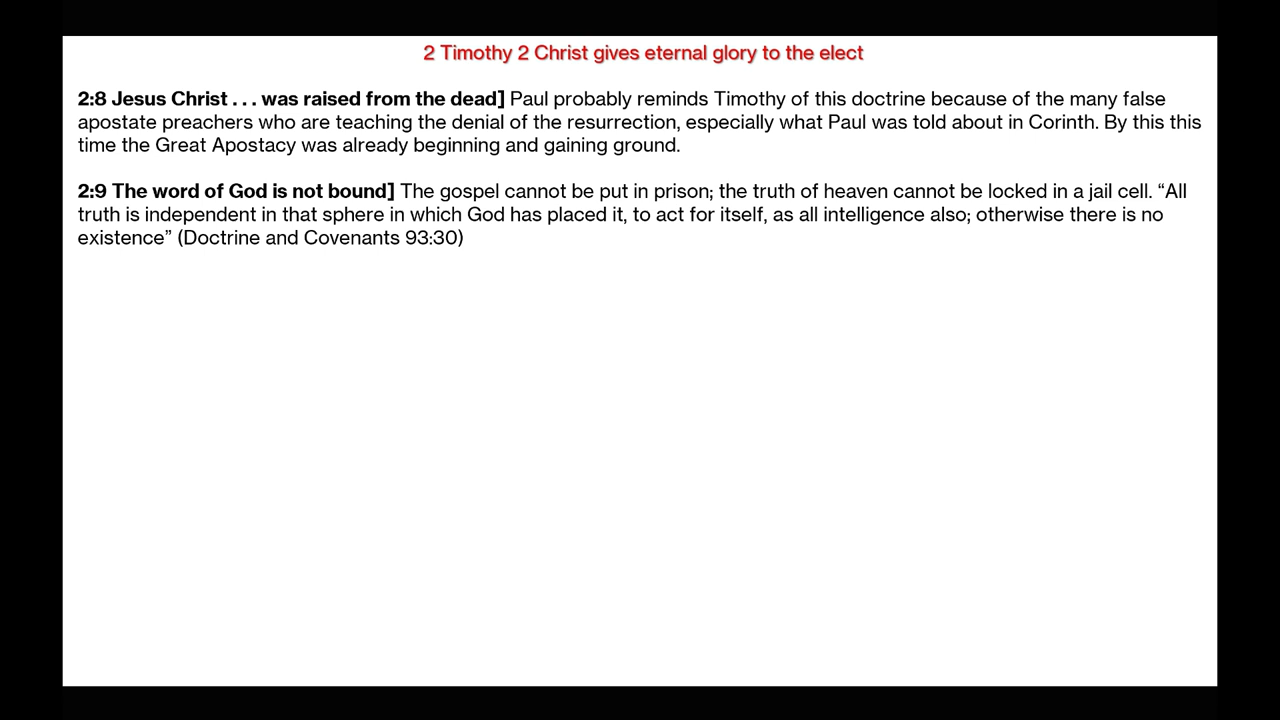 2 Timothy 2 Christ gives eternal glory to the elect
2:8 Jesus Christ . . . was raised from the dead] Paul probably reminds Timothy of this doctrine because of the many false
apostate preachers who are teaching the denial of the resurrection, especially what Paul was told about in Corinth. By this this
time the Great Apostacy was already beginning and gaining ground.
2:9 The word of God is not bound] The gospel cannot be put in prison; the truth of heaven cannot be locked in a jail cell. “All
truth is independent in that sphere in which God has placed it, to act for itself, as all intelligence also; otherwise there is no
existence” (Doctrine and Covenants 93:30)